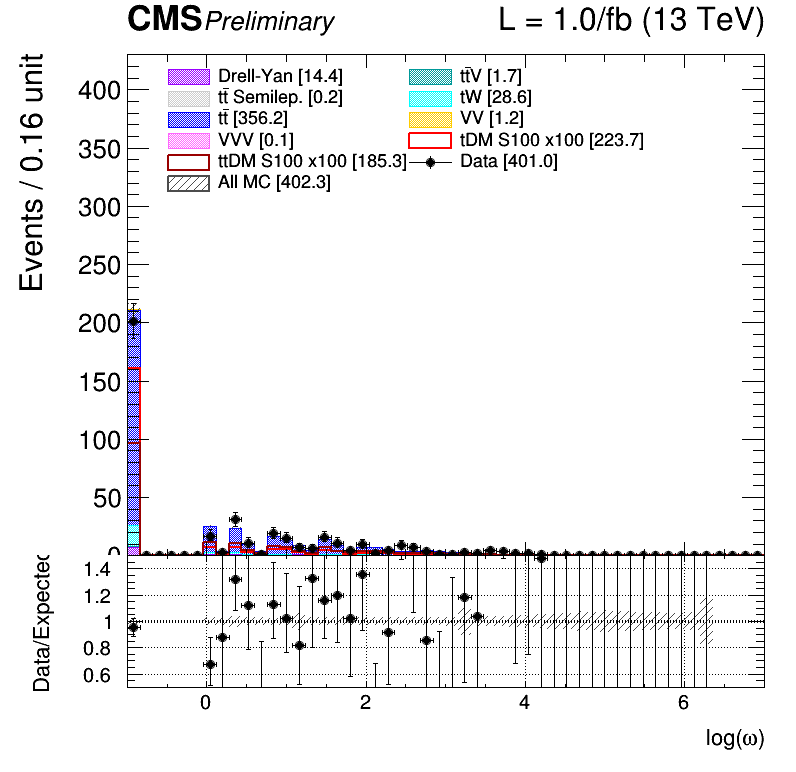 CMS Preliminary L = 1.0/fb (13 TeV)
Events / 0.16 unit
400
350
300
250
200
150
100
50
0
Drell-Yan [14.4]
tt̄ Semilep. [0.2]
tt̄ [356.2]
VVV [0.1]
ttDM S100 x100 [185.3]
All MC [402.3]
tt̄V [1.7]
tW [28.6]
VV [1.2]
tDM S100 x100 [223.7]
Data [401.0]
Data/Expected
1.4
1.2
1
0.8
0.6
0 2 4 6
log(ω)